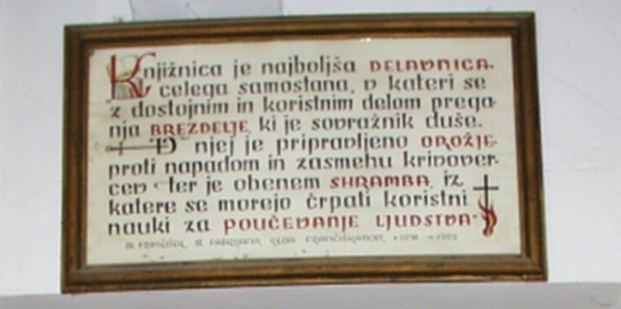 Knjižnica je najboljša DELAVNICA
celega samostana, v kateri se
z dostojnim in koristnim delom prega-
nja BREZDELJE, ki je sovražnik duše.
V njej je pripravljeno OROŽJE
proti napadom in zasmehu krivover-
cev ter je obenem SHRAMBA, iz
katere se morejo črpati koristni
nauki za POUČEVANJE LJUDSTVA